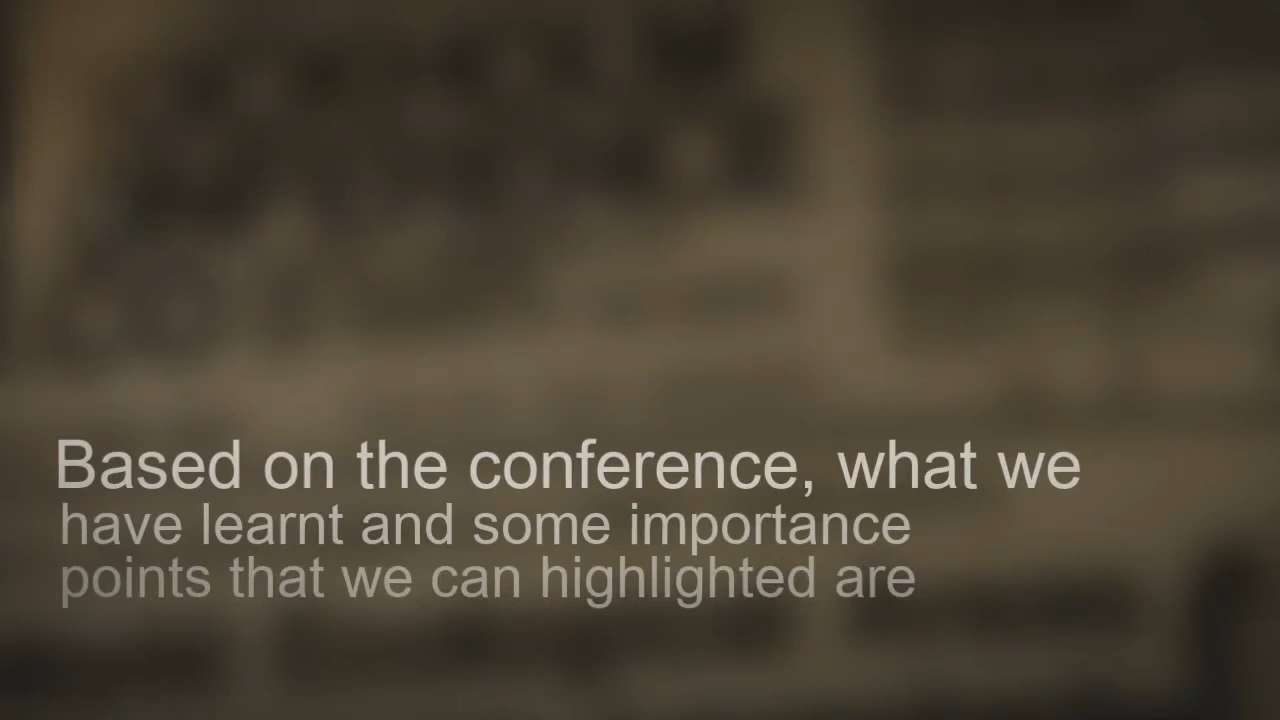 Based on the conference, what we
have learnt and some importance
points that we can highlighted are